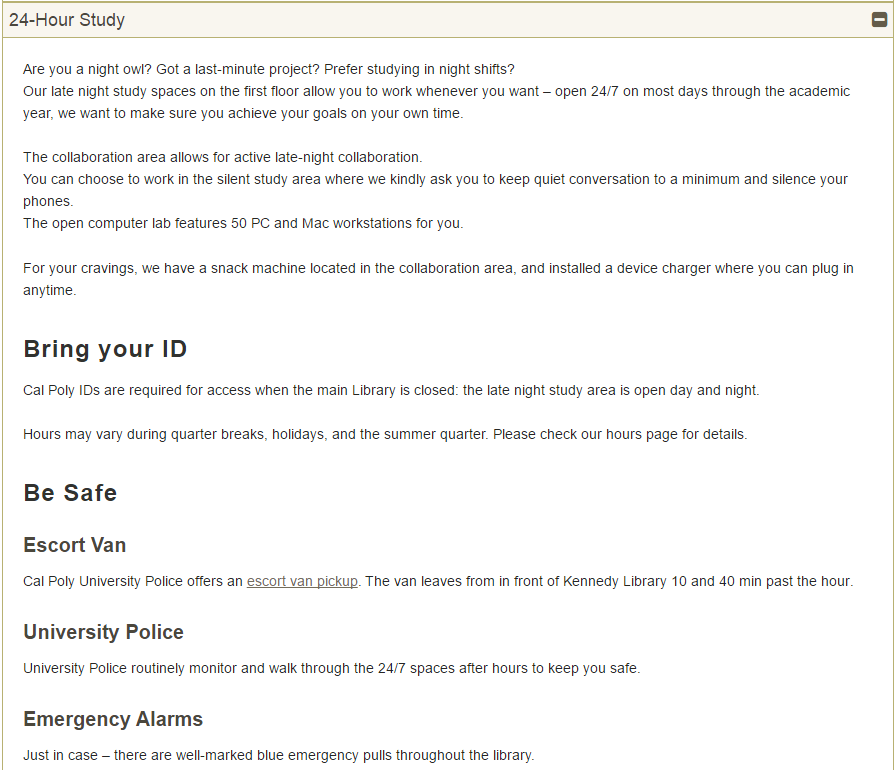 24-Hour Study
Are you a night owl? Got a last-minute project? Prefer studying in night shifts?
Our late night study spaces on the first floor allow you to work whenever you want – open 24/7 on most days through the academic
year, we want to make sure you achieve your goals on your own time.
The collaboration area allows for active late-night collaboration.
You can choose to work in the silent study area where we kindly ask you to keep quiet conversation to a minimum and silence your
phones.
The open computer lab features 50 PC and Mac workstations for you.
For your cravings, we have a snack machine located in the collaboration area, and installed a device charger where you can plug in
anytime.
Bring your ID
Cal Poly IDs are required for access when the main Library is closed: the late night study area is open day and night.
Hours may vary during quarter breaks, holidays, and the summer quarter. Please check our hours page for details.
Be Safe
Escort Van
Cal Poly University Police offers an escort van pickup. The van leaves from in front of Kennedy Library 10 and 40 min past the hour.
University Police
University Police routinely monitor and walk through the 24/7 spaces after hours to keep you safe.
Emergency Alarms
Just in case – there are well-marked blue emergency pulls throughout the library.